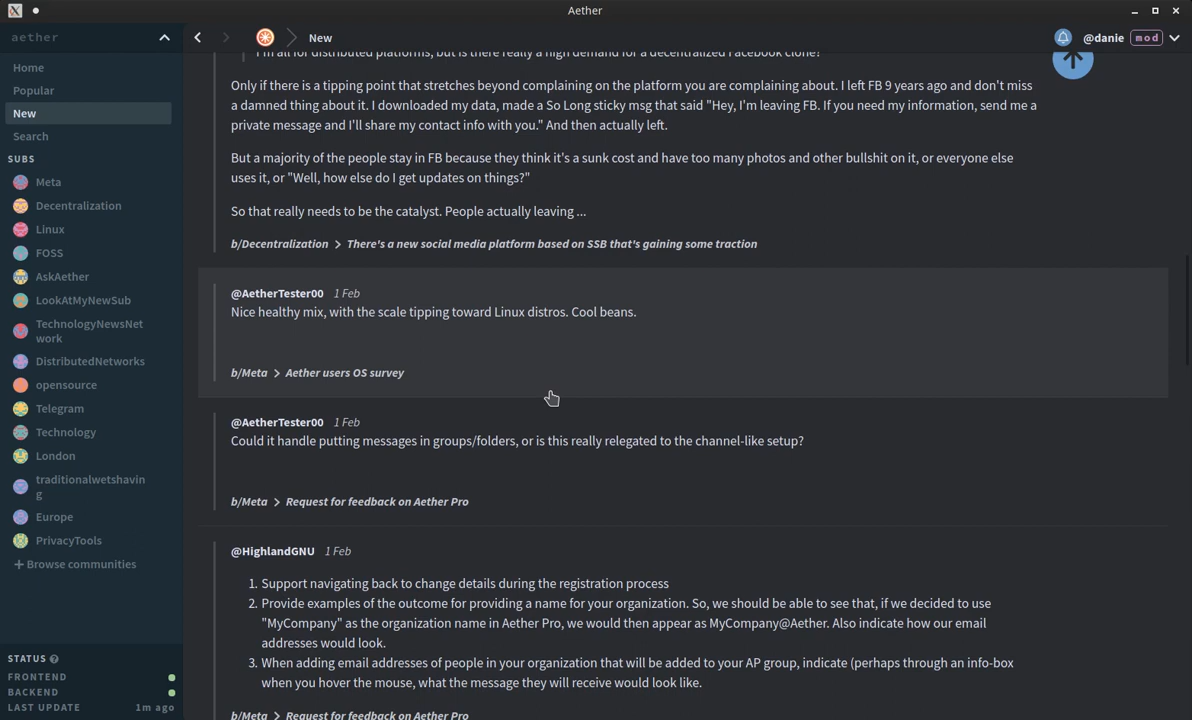 Aether
aether
New
@danie mod
Home
Popular
New
Search
SUBS
Meta
Decentralization
Linux
FOSS
AskAether
LookAtMyNewSub
TechnologyNewsNet
work
DistributedNetworks
opensource
Telegram
Technology
London
traditionalwetshavin
g
Europe
PrivacyTools
+ Browse communities
STATUS
FRONTEND
BACKEND
LAST UPDATE 1m ago
I'm all for distributed platforms, but is there really a high demand for a decentralized Facebook clone?
Only if there is a tipping point that stretches beyond complaining on the platform you are complaining about. I left FB 9 years ago and don't miss
a damned thing about it. I downloaded my data, made a So Long sticky msg that said "Hey, I'm leaving FB. If you need my information, send me a
private message and I'll share my contact info with you." And then actually left.
But a majority of the people stay in FB because they think it's a sunk cost and have too many photos and other bullshit on it, or everyone else
uses it, or "Well, how else do I get updates on things?"
So that really needs to be the catalyst. People actually leaving ...
b/Decentralization > There's a new social media platform based on SSB that's gaining some traction
@AetherTester00 1 Feb
Nice healthy mix, with the scale tipping toward Linux distros. Cool beans.
b/Meta > Aether users OS survey
@AetherTester00 1 Feb
Could it handle putting messages in groups/folders, or is this really relegated to the channel-like setup?
b/Meta > Request for feedback on Aether Pro
@HighlandGNU 1 Feb
1. Support navigating back to change details during the registration process
2. Provide examples of the outcome for providing a name for your organization. So, we should be able to see that, if we decided to use
"MyCompany" as the organization name in Aether Pro, we would then appear as MyCompany@Aether. Also indicate how our email
addresses would look.
3. When adding email addresses of people in your organization that will be added to your AP group, indicate (perhaps through an info-box
when you hover the mouse, what the message they will receive would look like.
b/Meta > Request for feedback on Aether Pro